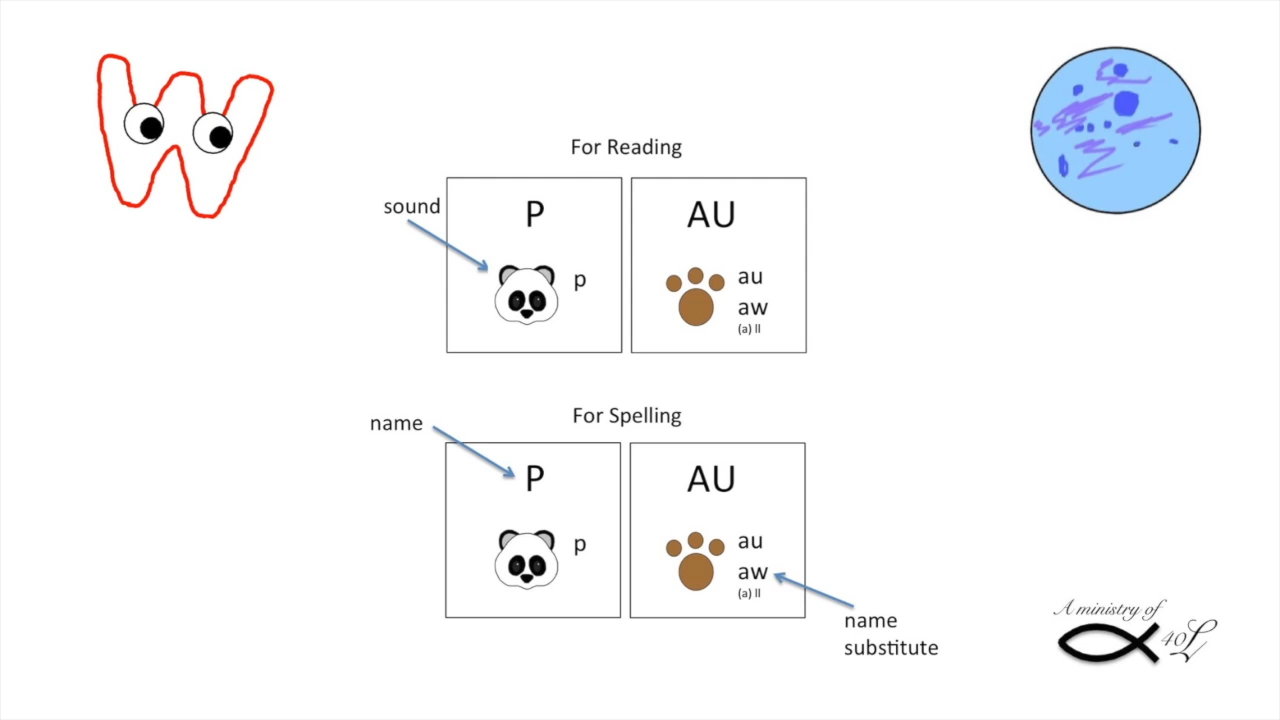 W
For Reading
sound
P
p
AU
au
aw
(a) ll
For Spelling
name
P
p
AU
au
aw
(a) ll
name
substitute
A ministry of
40L